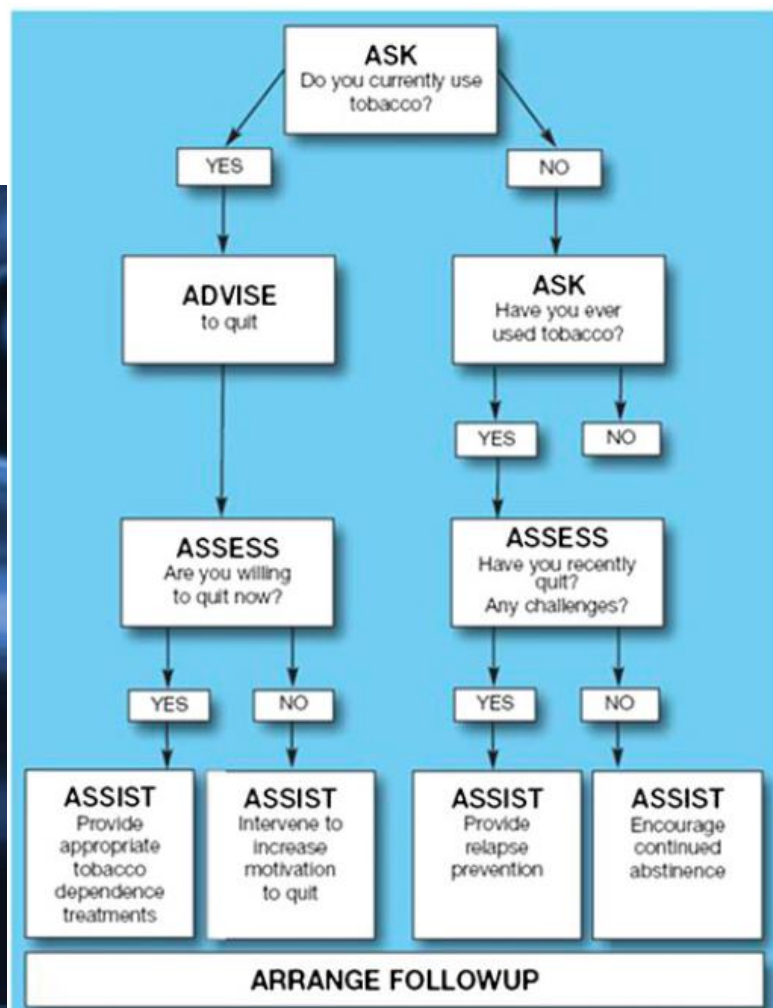 ASK
Do you currently use
tobacco?
YES
NO
ADVISE
to quit
ASK
Have you ever
used tobacco?
YES
NO
ASSESS
Are you willing
to quit now?
ASSESS
Have you recently
quit?
Any challenges?
YES
NO
YES
NO
ASSIST
Provide
appropriate
tobacco
dependence
treatments
ASSIST
Intervene to
increase
motivation
to quit
ASSIST
Provide
relapse
prevention
ASSIST
Encourage
continued
abstinence
ARRANGE FOLLOWUP